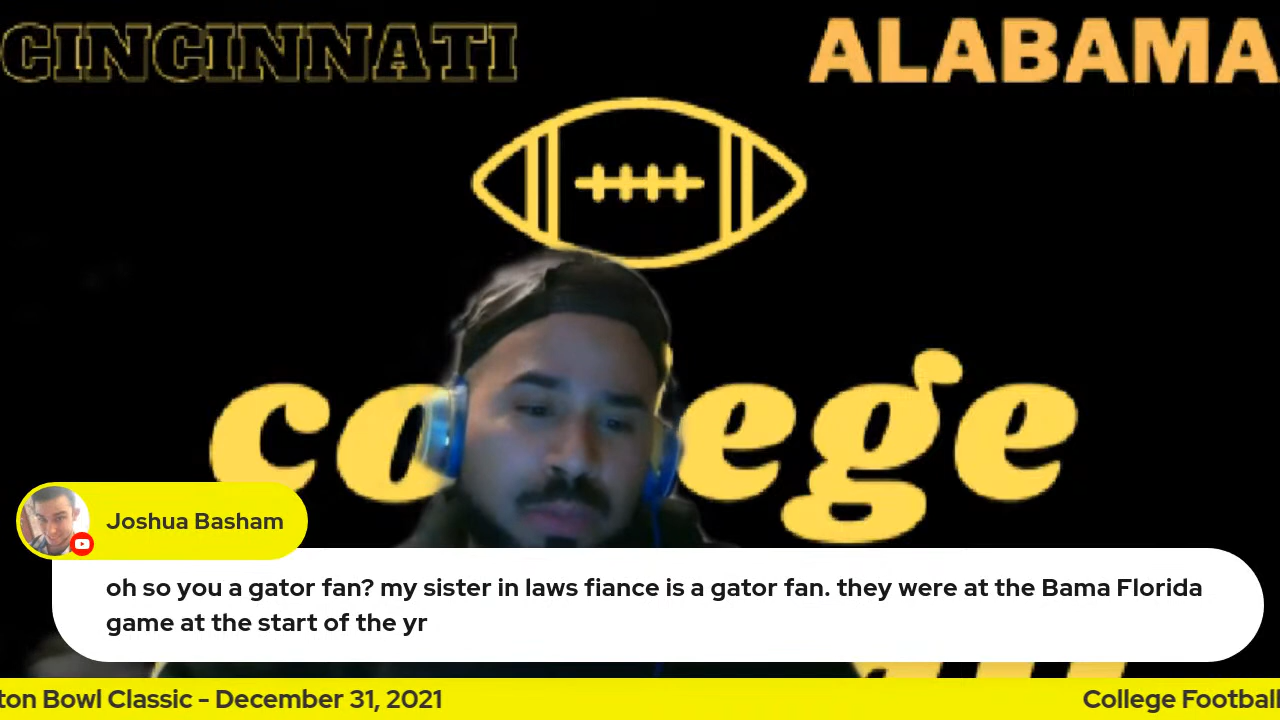 CINCINNATI
ALABAMA
co ege
Joshua Basham
oh so you a gator fan? my sister in laws fiance is a gator fan. they were at the Bama Florida
game at the start of the yr
ton Bowl Classic - December 31, 2021
College Football